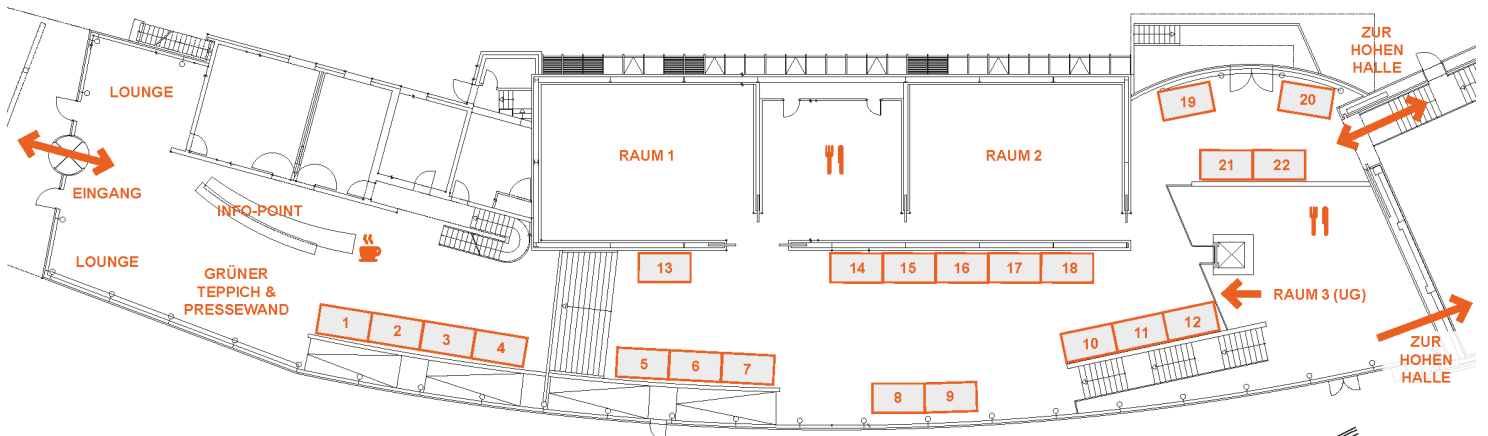 LOUNGE
EINGANG
INFO-POINT
LOUNGE
GRÜNER
TEPPICH &
PRESSEWAND
RAUM 1
RAUM 2
ZUR
HOHEN
HALLE
19
20
21
22
13
14
15
16
17
18
RAUM 3 (UG)
1
2
3
4
5
6
7
8
9
10
11
12
ZUR
HOHEN
HALLE